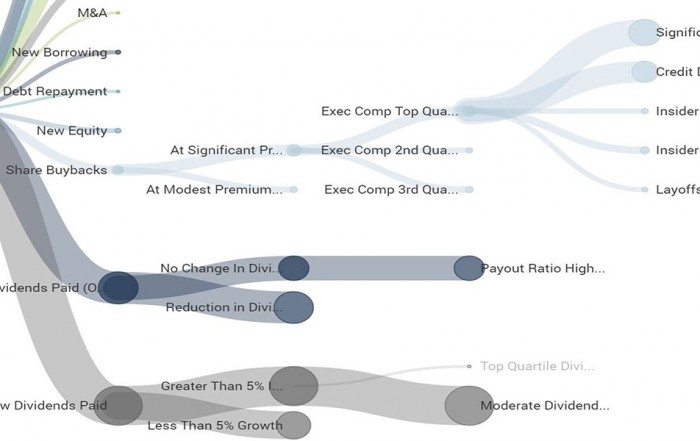 M&A
New Borrowing
Debt Repayment
New Equity
Share Buybacks
At Significant Pr...
At Modest Premium...
Exec Comp Top Qua...
Exec Comp 2nd Qua...
Exec Comp 3rd Qua...
Signific
Credit D
Insider
Insider
Layoffs
vidends Paid (O...
No Change In Divi...
Reduction in Divi...
Payout Ratio High...
w Dividends Paid
Greater Than 5% I...
Less Than 5% Growth
Top Quartile Divi...
Moderate Dividend...